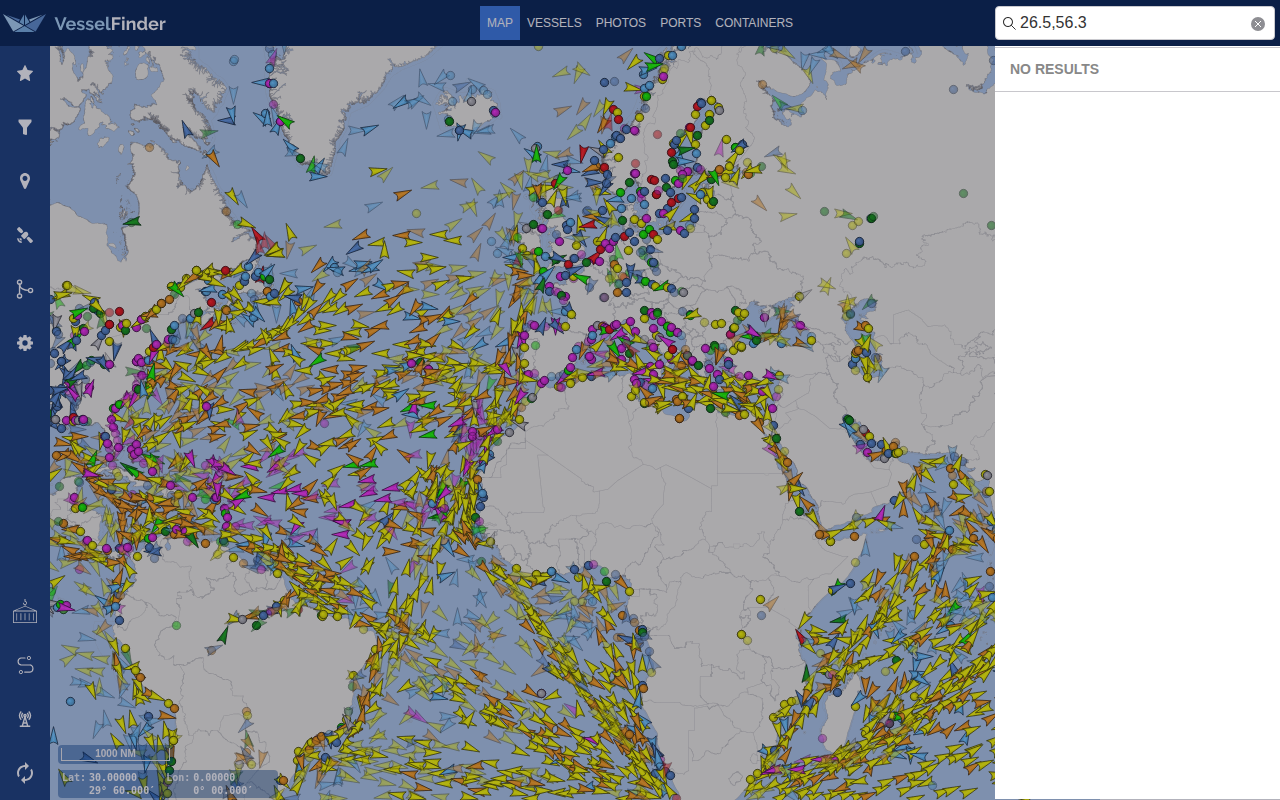 VesselFinder
MAP VESSELS PHOTOS PORTS CONTAINERS
26.5,56.3
NO RESULTS
1000 NM
Lat: 30.00000 Lon: 0.00000
29° 60.000' 0° 00.000'